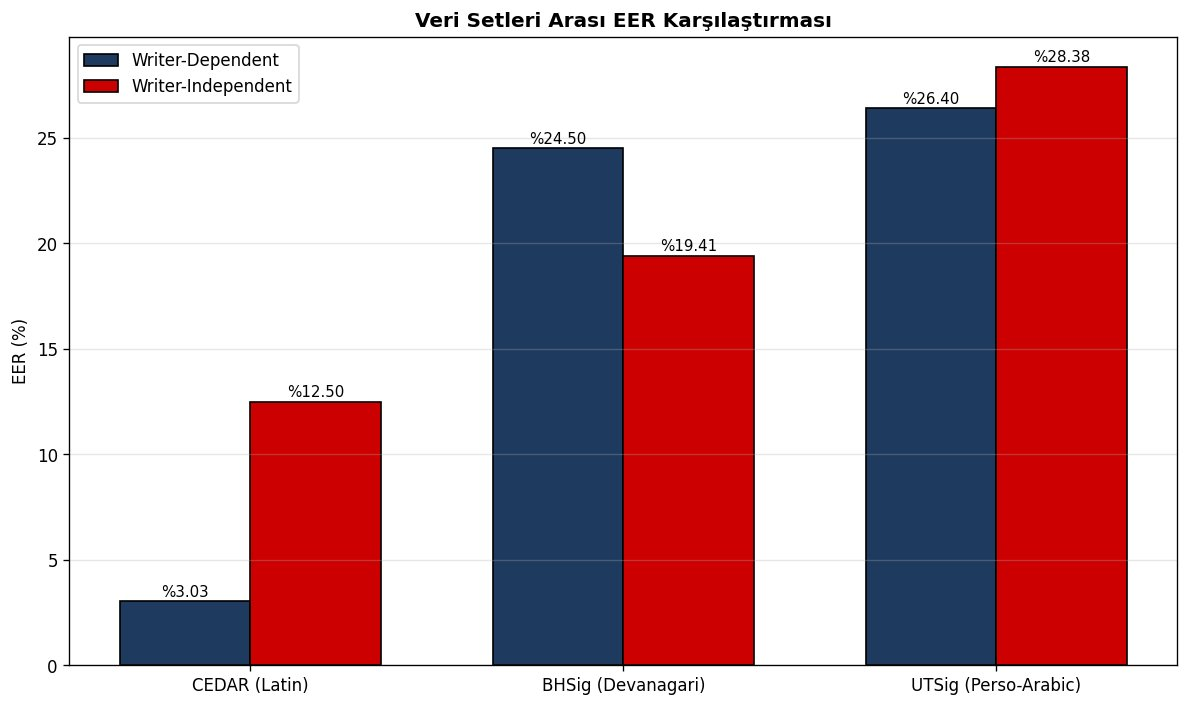 Veri Setleri Arası EER Karşılaştırması
Writer-Dependent
Writer-Independent
EER (%)
25
20
15
10
5
0
%3.03
%12.50
%24.50
%19.41
%26.40
%28.38
CEDAR (Latin)
BHSig (Devanagari)
UTSig (Perso-Arabic)